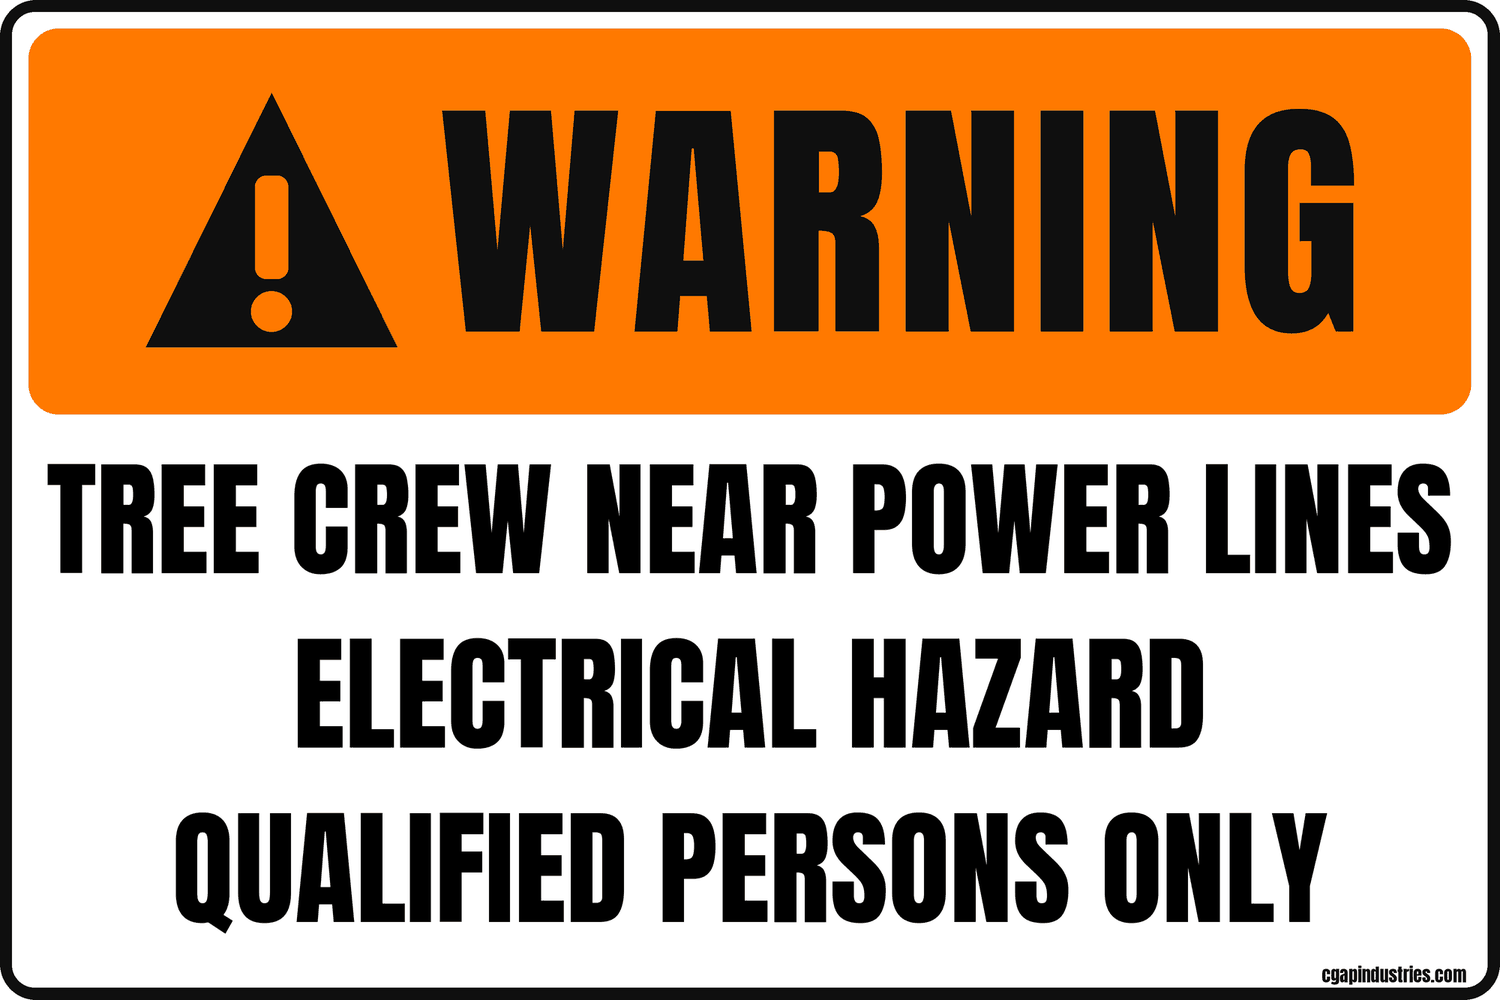 WARNING
TREE CREW NEAR POWER LINES
ELECTRICAL HAZARD
QUALIFIED PERSONS ONLY
cgapindustries.com